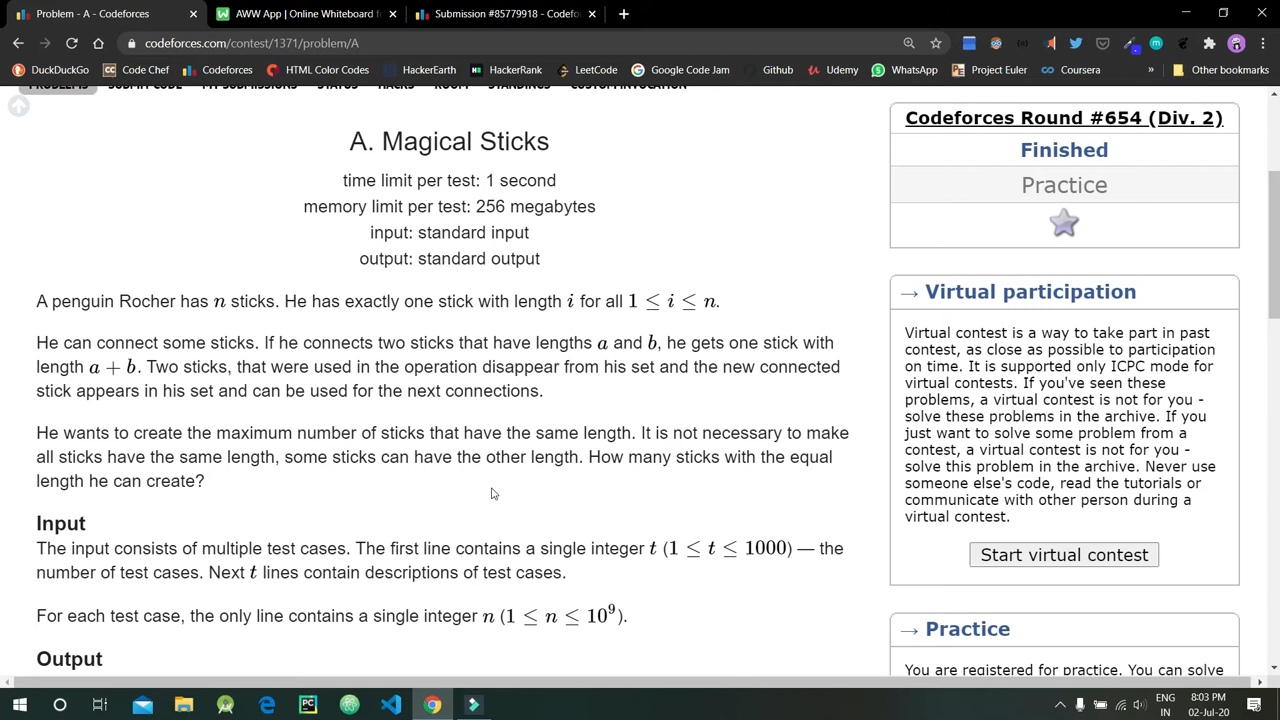 Problem - A - Codeforces
AWW App | Online Whiteboard f
Submission #85779918 - Codefor
codeforces.com/contest/1371/problem/A
DuckDuckGo
Code Chef
Codeforces
HTML Color Codes
HackerEarth
HackerRank
LeetCode
Google Code Jam
Github
Udemy
WhatsApp
Project Euler
Coursera
»
Other bookmarks
PROBLEMS SUBMIT CODE MY SUBMISSIONS STATUS HACKS ROOM STANDINGS CUSTOM INVOCATION
A. Magical Sticks
time limit per test: 1 second
memory limit per test: 256 megabytes
input: standard input
output: standard output
A penguin Rocher has n sticks. He has exactly one stick with length i for all 1 ≤ i ≤ n.
He can connect some sticks. If he connects two sticks that have lengths a and b, he gets one stick with
length a + b. Two sticks, that were used in the operation disappear from his set and the new connected
stick appears in his set and can be used for the next connections.
He wants to create the maximum number of sticks that have the same length. It is not necessary to make
all sticks have the same length, some sticks can have the other length. How many sticks with the equal
length he can create?
Input
The input consists of multiple test cases. The first line contains a single integer t (1 ≤ t ≤ 1000) — the
number of test cases. Next t lines contain descriptions of test cases.
For each test case, the only line contains a single integer n (1 ≤ n ≤ 10⁹).
Output
Codeforces Round #654 (Div. 2)
Finished
Practice
→ Virtual participation
Virtual contest is a way to take part in past
contest, as close as possible to participation
on time. It is supported only ICPC mode for
virtual contests. If you've seen these
problems, a virtual contest is not for you -
solve these problems in the archive. If you
just want to solve some problem from a
contest, a virtual contest is not for you -
solve this problem in the archive. Never use
someone else's code, read the tutorials or
communicate with other person during a
virtual contest.
Start virtual contest
→ Practice
You are registered for practice. You can solve
ENG
IN
8:03 PM
02-Jul-20